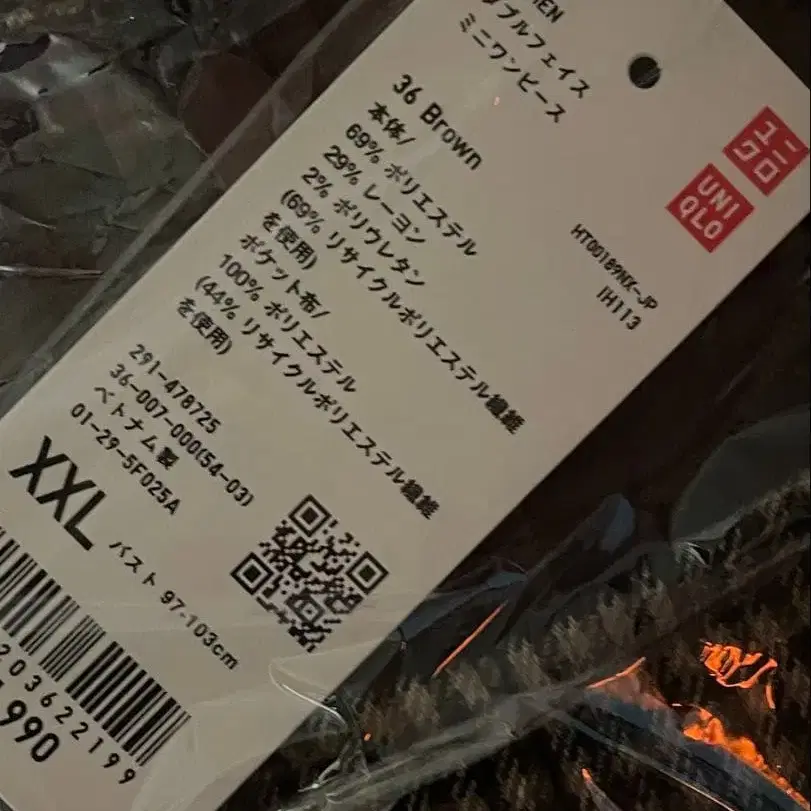 ブルフェイス
ミニワンピース
36 Brown
本体/
69% ポリエステル
29% レーヨン
2% ポリウレタン
(69% リサイクルポリエステル繊維
を使用)
ポケット布/
100% ポリエステル
(44% リサイクルポリエステル繊維
を使用)
291-478725
36-007-000(54-03)
ベトナム製
01-29-5F025A
XXL バスト 97-103cm
203622199
990
ユニ
クロ
UNI
QLO
HT00189NX-JP
IH113